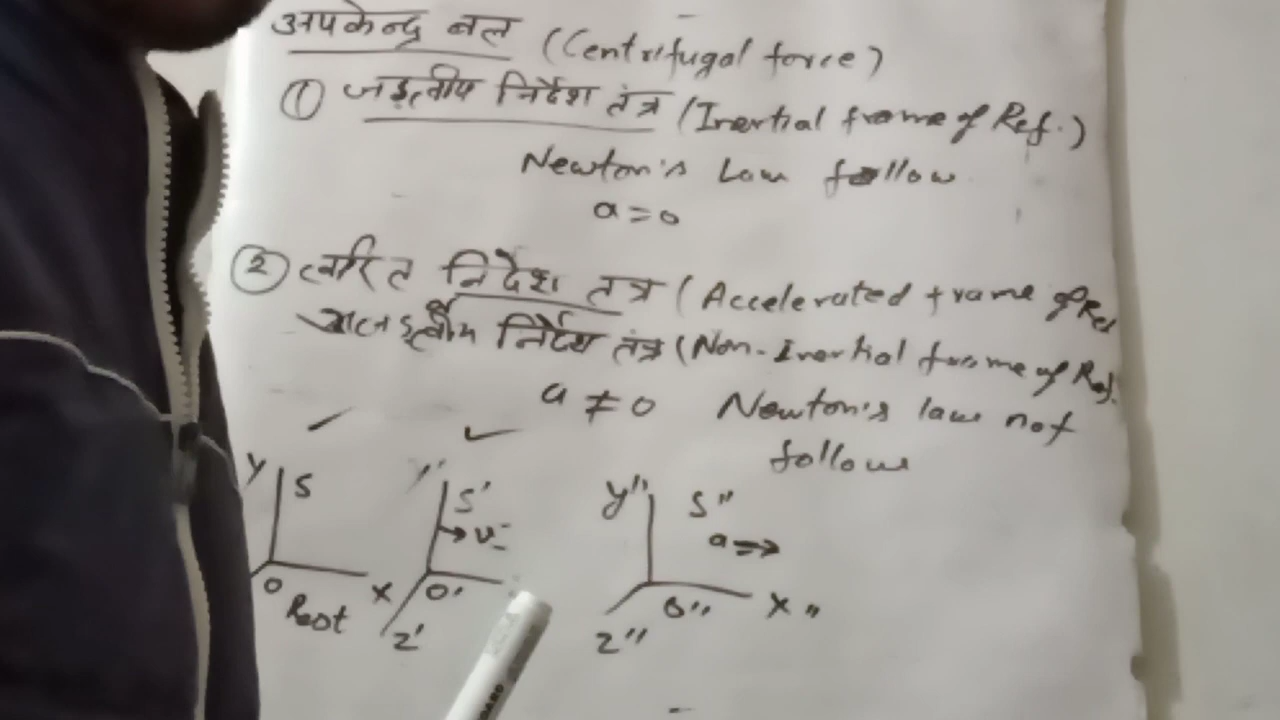 अपकेन्द्र बल (Centrifugal force)
① जड़त्वीय निर्देश तंत्र (Inertial frame of Ref.)
Newton's Law follow
a=0
② त्वरित निर्देश तंत्र (Accelerated frame of Ref
अजड़त्वीय निर्देश तंत्र (Non-Inertial frame of Ref.
a ≠ 0 Newton's law not
follow
Y S S' Y'' S''
→ v a →
O X O' O'' X''
Rest Z' Z''